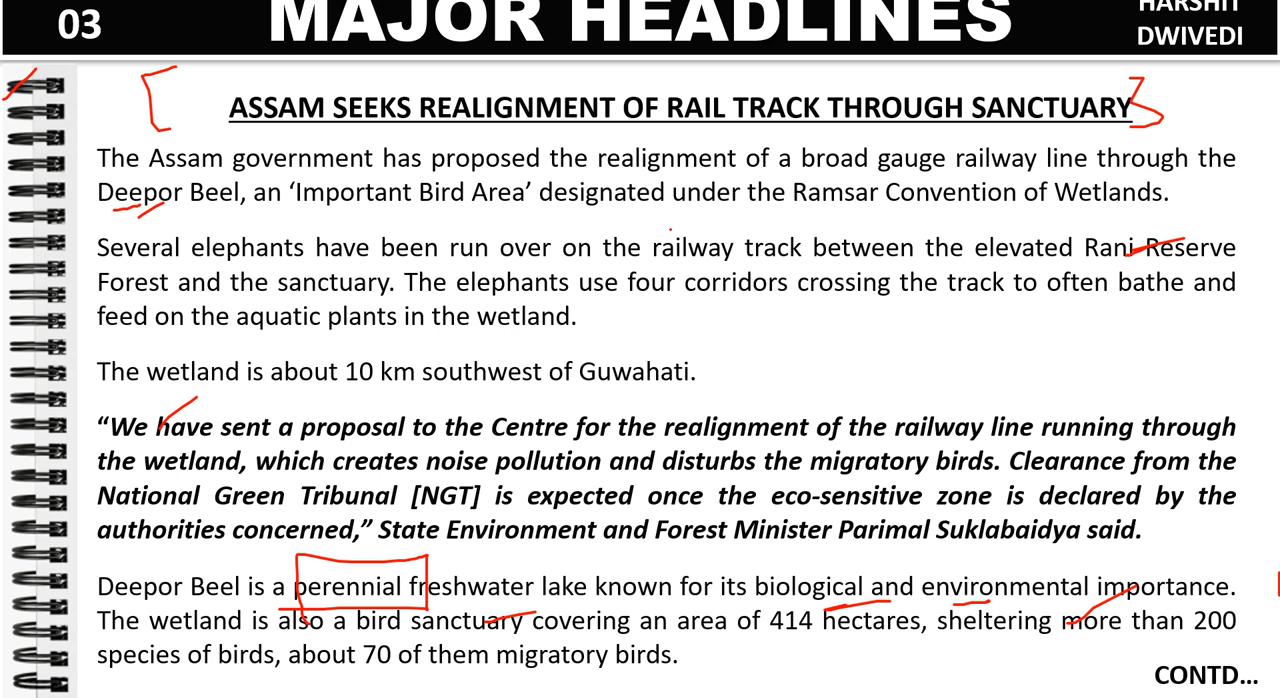 03
MAJOR HEADLINES
HARSHIT
DWIVEDI
ASSAM SEEKS REALIGNMENT OF RAIL TRACK THROUGH SANCTUARY
The Assam government has proposed the realignment of a broad gauge railway line through the
Deepor Beel, an ‘Important Bird Area’ designated under the Ramsar Convention of Wetlands.
Several elephants have been run over on the railway track between the elevated Rani Reserve
Forest and the sanctuary. The elephants use four corridors crossing the track to often bathe and
feed on the aquatic plants in the wetland.
The wetland is about 10 km southwest of Guwahati.
“We have sent a proposal to the Centre for the realignment of the railway line running through
the wetland, which creates noise pollution and disturbs the migratory birds. Clearance from the
National Green Tribunal [NGT] is expected once the eco-sensitive zone is declared by the
authorities concerned,” State Environment and Forest Minister Parimal Suklabaidya said.
Deepor Beel is a perennial freshwater lake known for its biological and environmental importance.
The wetland is also a bird sanctuary covering an area of 414 hectares, sheltering more than 200
species of birds, about 70 of them migratory birds.
CONTD...